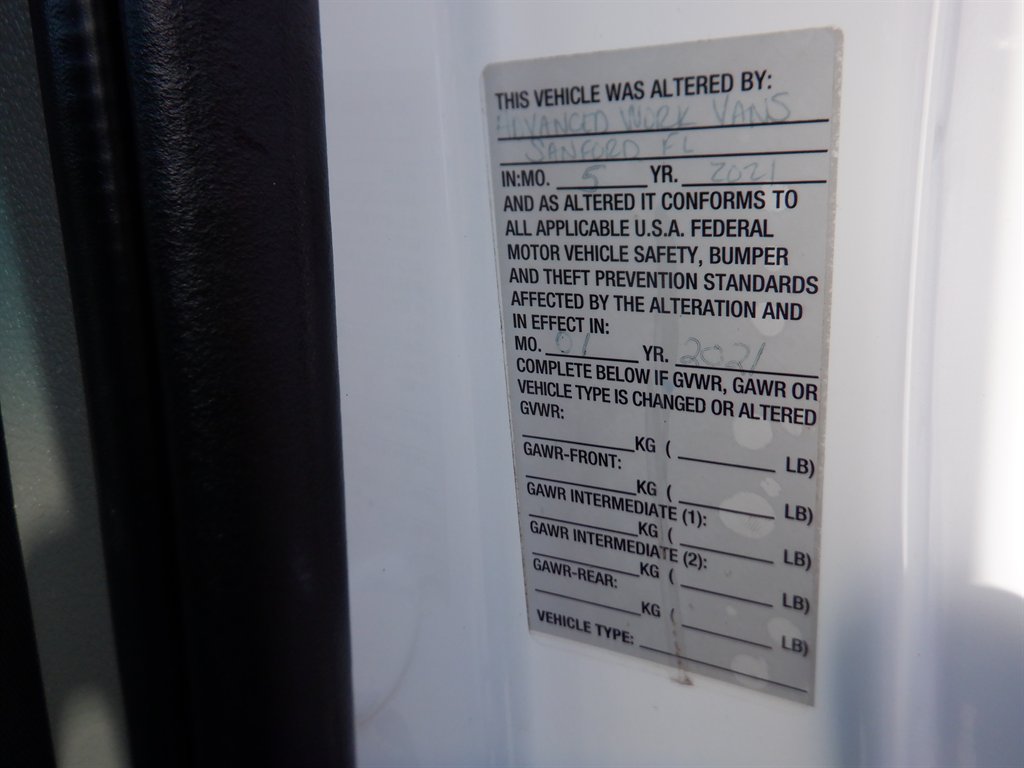 THIS VEHICLE WAS ALTERED BY:
ADVANCED WORK VANS
SANFORD FL
IN:MO. 5 YR. 2021
AND AS ALTERED IT CONFORMS TO
ALL APPLICABLE U.S.A. FEDERAL
MOTOR VEHICLE SAFETY, BUMPER
AND THEFT PREVENTION STANDARDS
AFFECTED BY THE ALTERATION AND
IN EFFECT IN:
MO. 01 YR. 2021
COMPLETE BELOW IF GVWR, GAWR OR
VEHICLE TYPE IS CHANGED OR ALTERED
GVWR:
KG ( LB)
GAWR-FRONT:
KG ( LB)
GAWR INTERMEDIATE (1):
KG ( LB)
GAWR INTERMEDIATE (2):
KG ( LB)
GAWR-REAR:
KG ( LB)
VEHICLE TYPE: